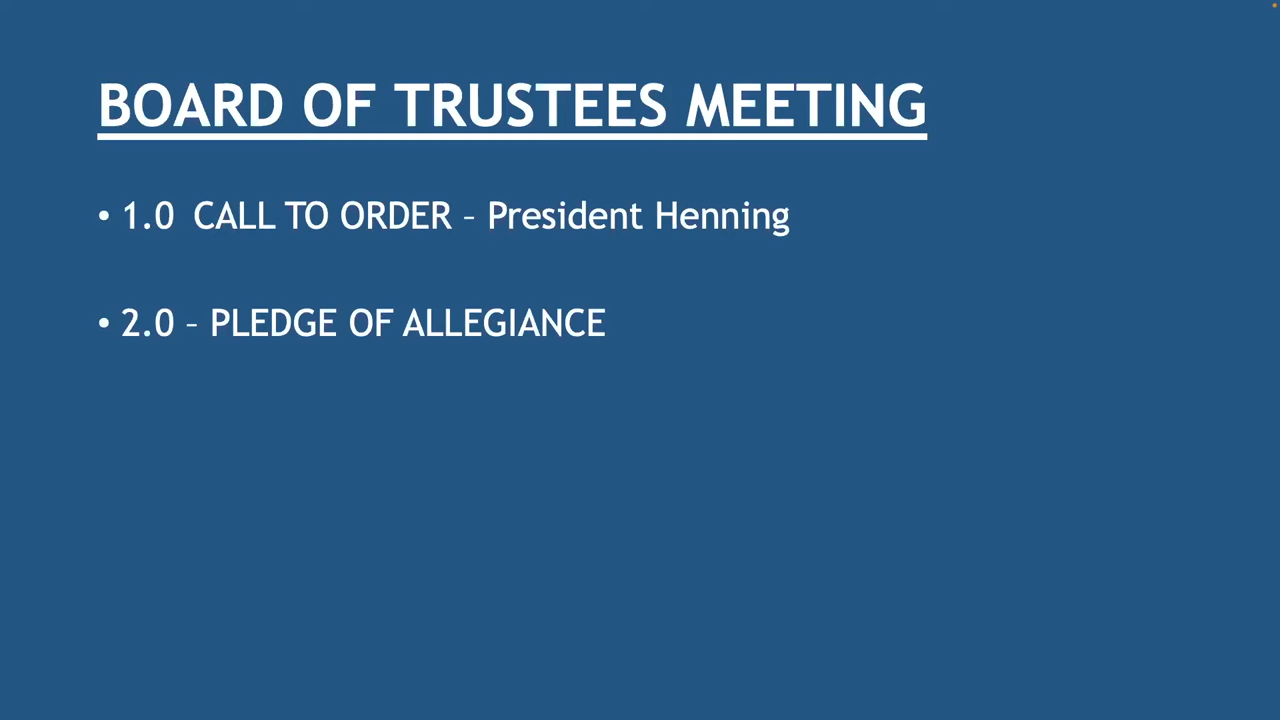 BOARD OF TRUSTEES MEETING
• 1.0 CALL TO ORDER – President Henning
• 2.0 – PLEDGE OF ALLEGIANCE